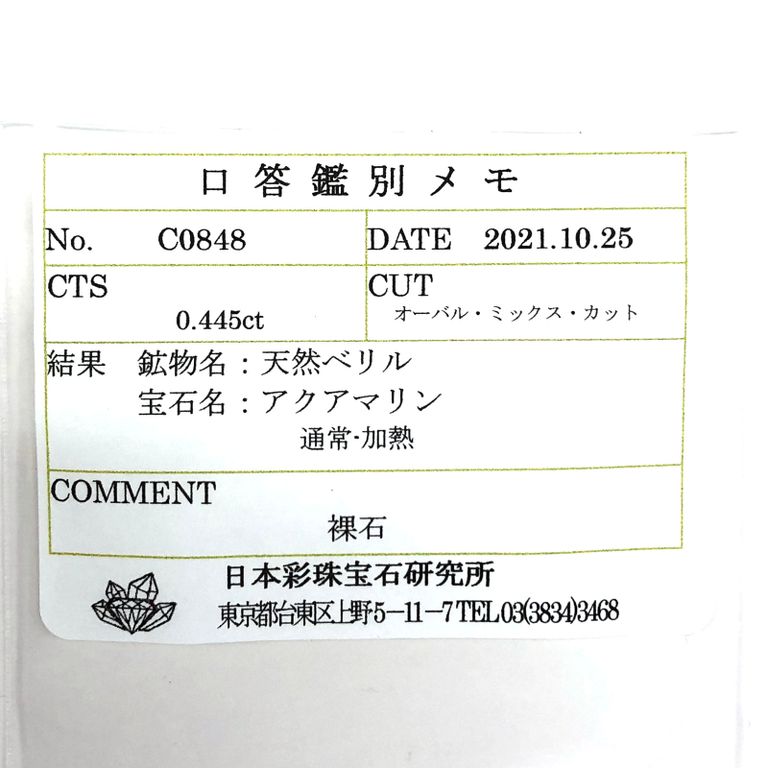 口答鑑別メモ
No. C0848
DATE 2021.10.25
CTS
0.445ct
CUT
オーバル・ミックス・カット
結果 鉱物名：天然ベリル
宝石名：アクアマリン
通常·加熱
COMMENT
裸石
日本彩珠宝石研究所
東京都台東区上野5－11－7 TEL 03(3834)3468